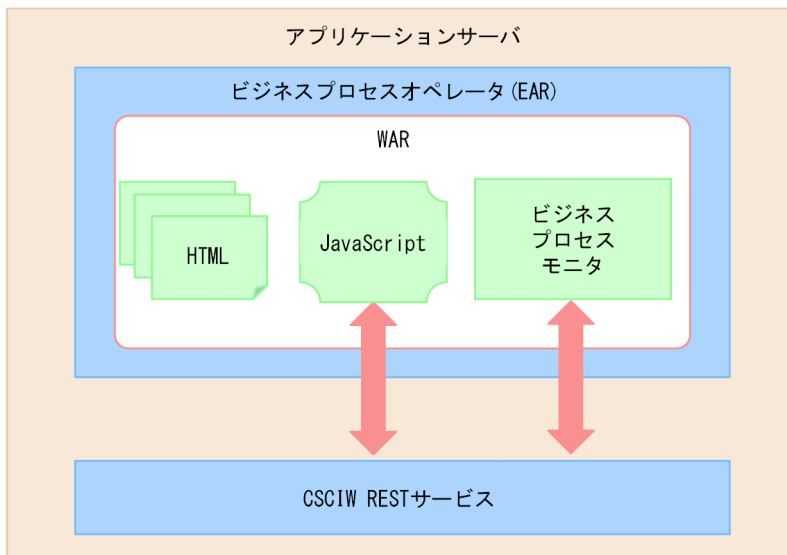 アプリケーションサーバ
ビジネスプロセスオペレータ(EAR)
WAR
HTML
JavaScript
ビジネス
プロセス
モニタ
CSCIW RESTサービス